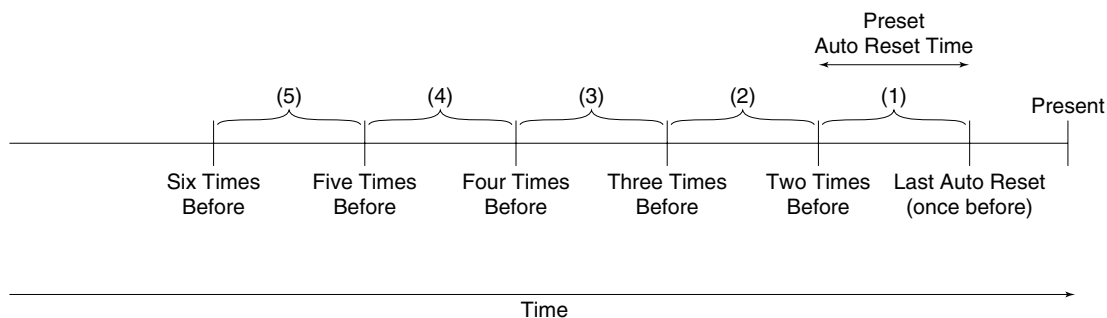 Preset
Auto Reset Time
(5)
(4)
(3)
(2)
(1)
Present
Six Times
Before
Five Times
Before
Four Times
Before
Three Times
Before
Two Times
Before
Last Auto Reset
(once before)
Time